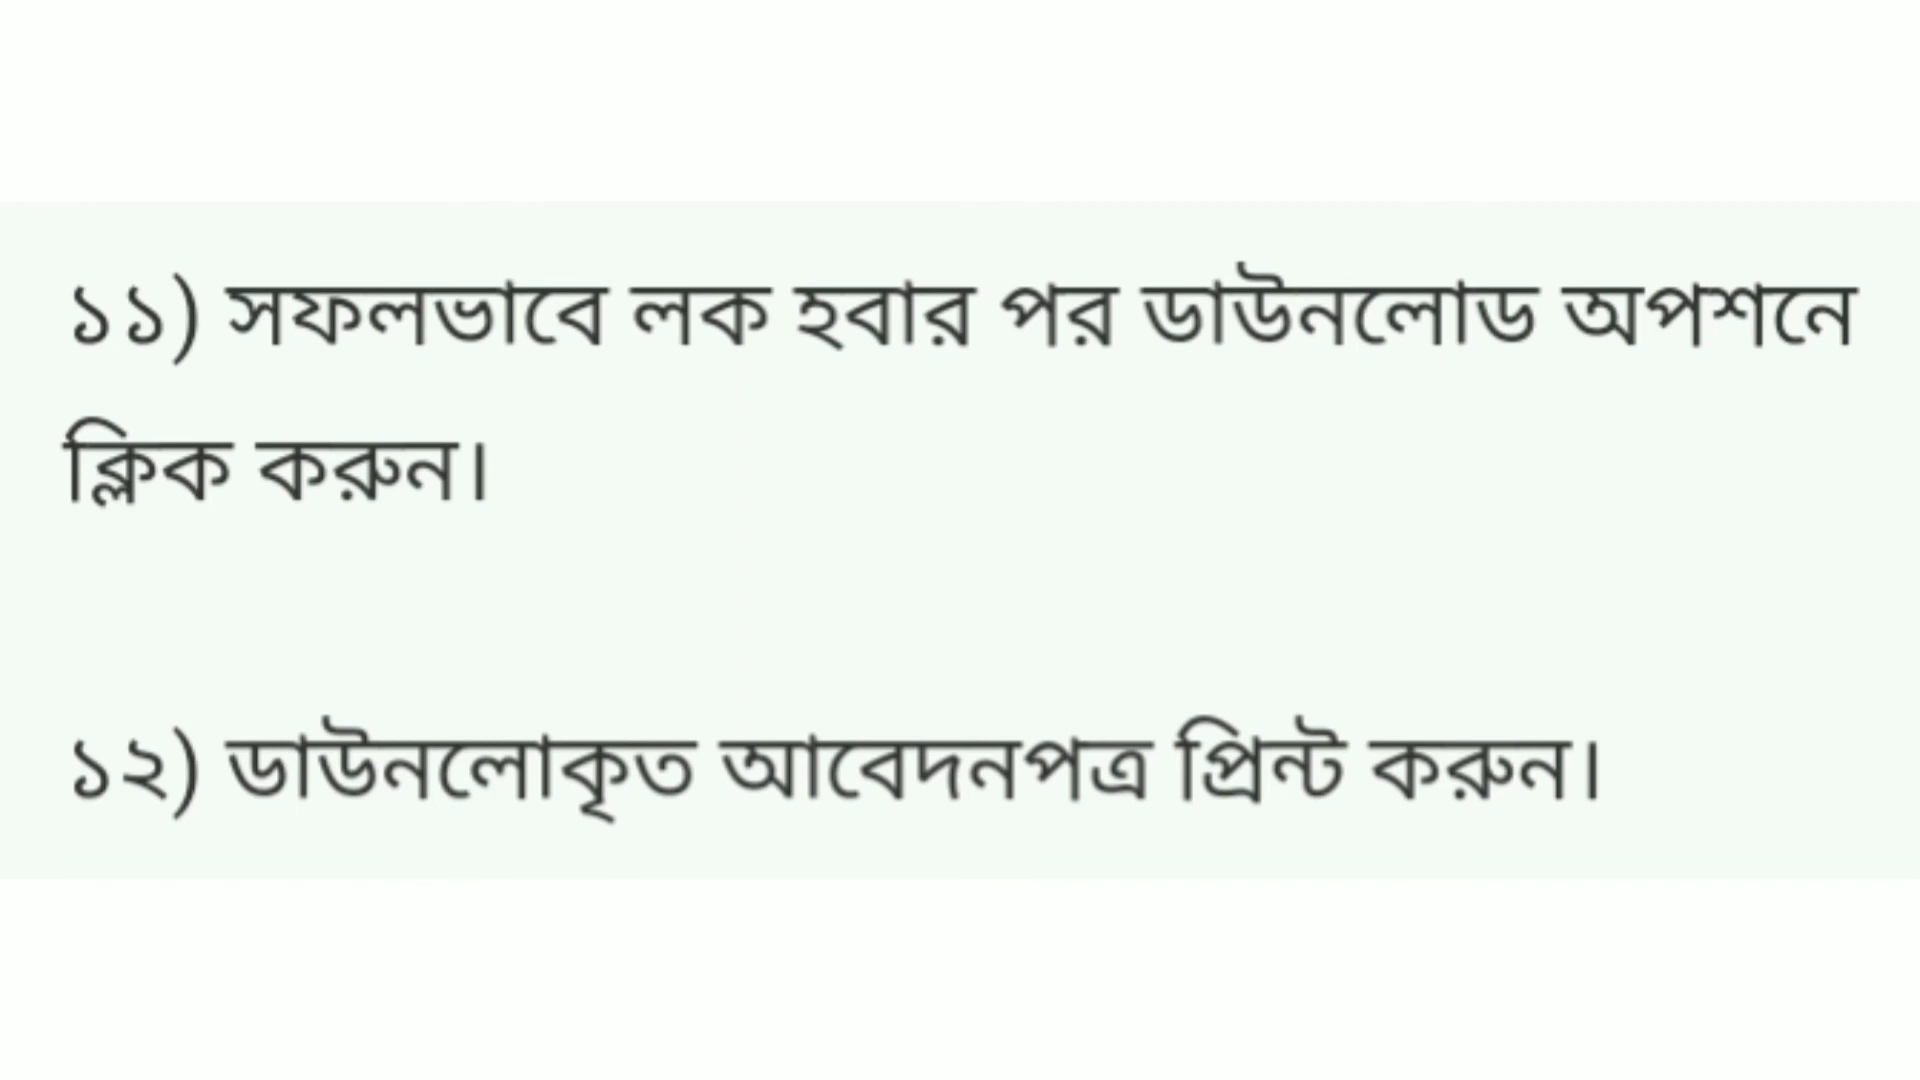 ১১) সফলভাবে লক হবার পর ডাউনলোড অপশনে
ক্লিক করুন।
১২) ডাউনলোকৃত আবেদনপত্র প্রিন্ট করুন।